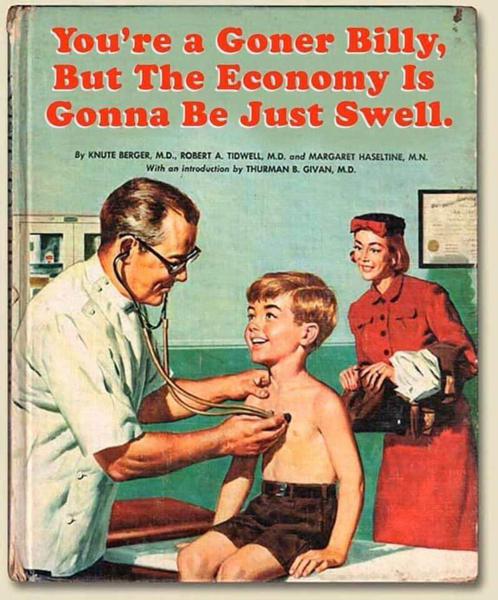 You're a Goner Billy,
But The Economy Is
Gonna Be Just Swell.
By KNUTE BERGER, M.D., ROBERT A. TIDWELL, M.D. and MARGARET HASELTINE, M.N.
With an introduction by THURMAN B. GIVAN, M.D.